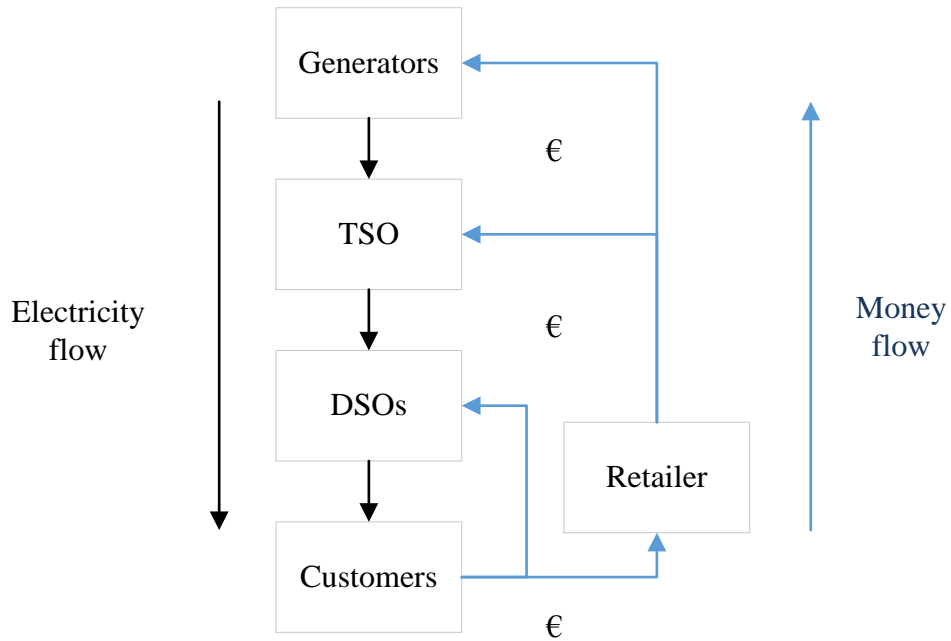 Generators
€
TSO
Electricity
flow
€
Money
flow
DSOs
Retailer
Customers
€